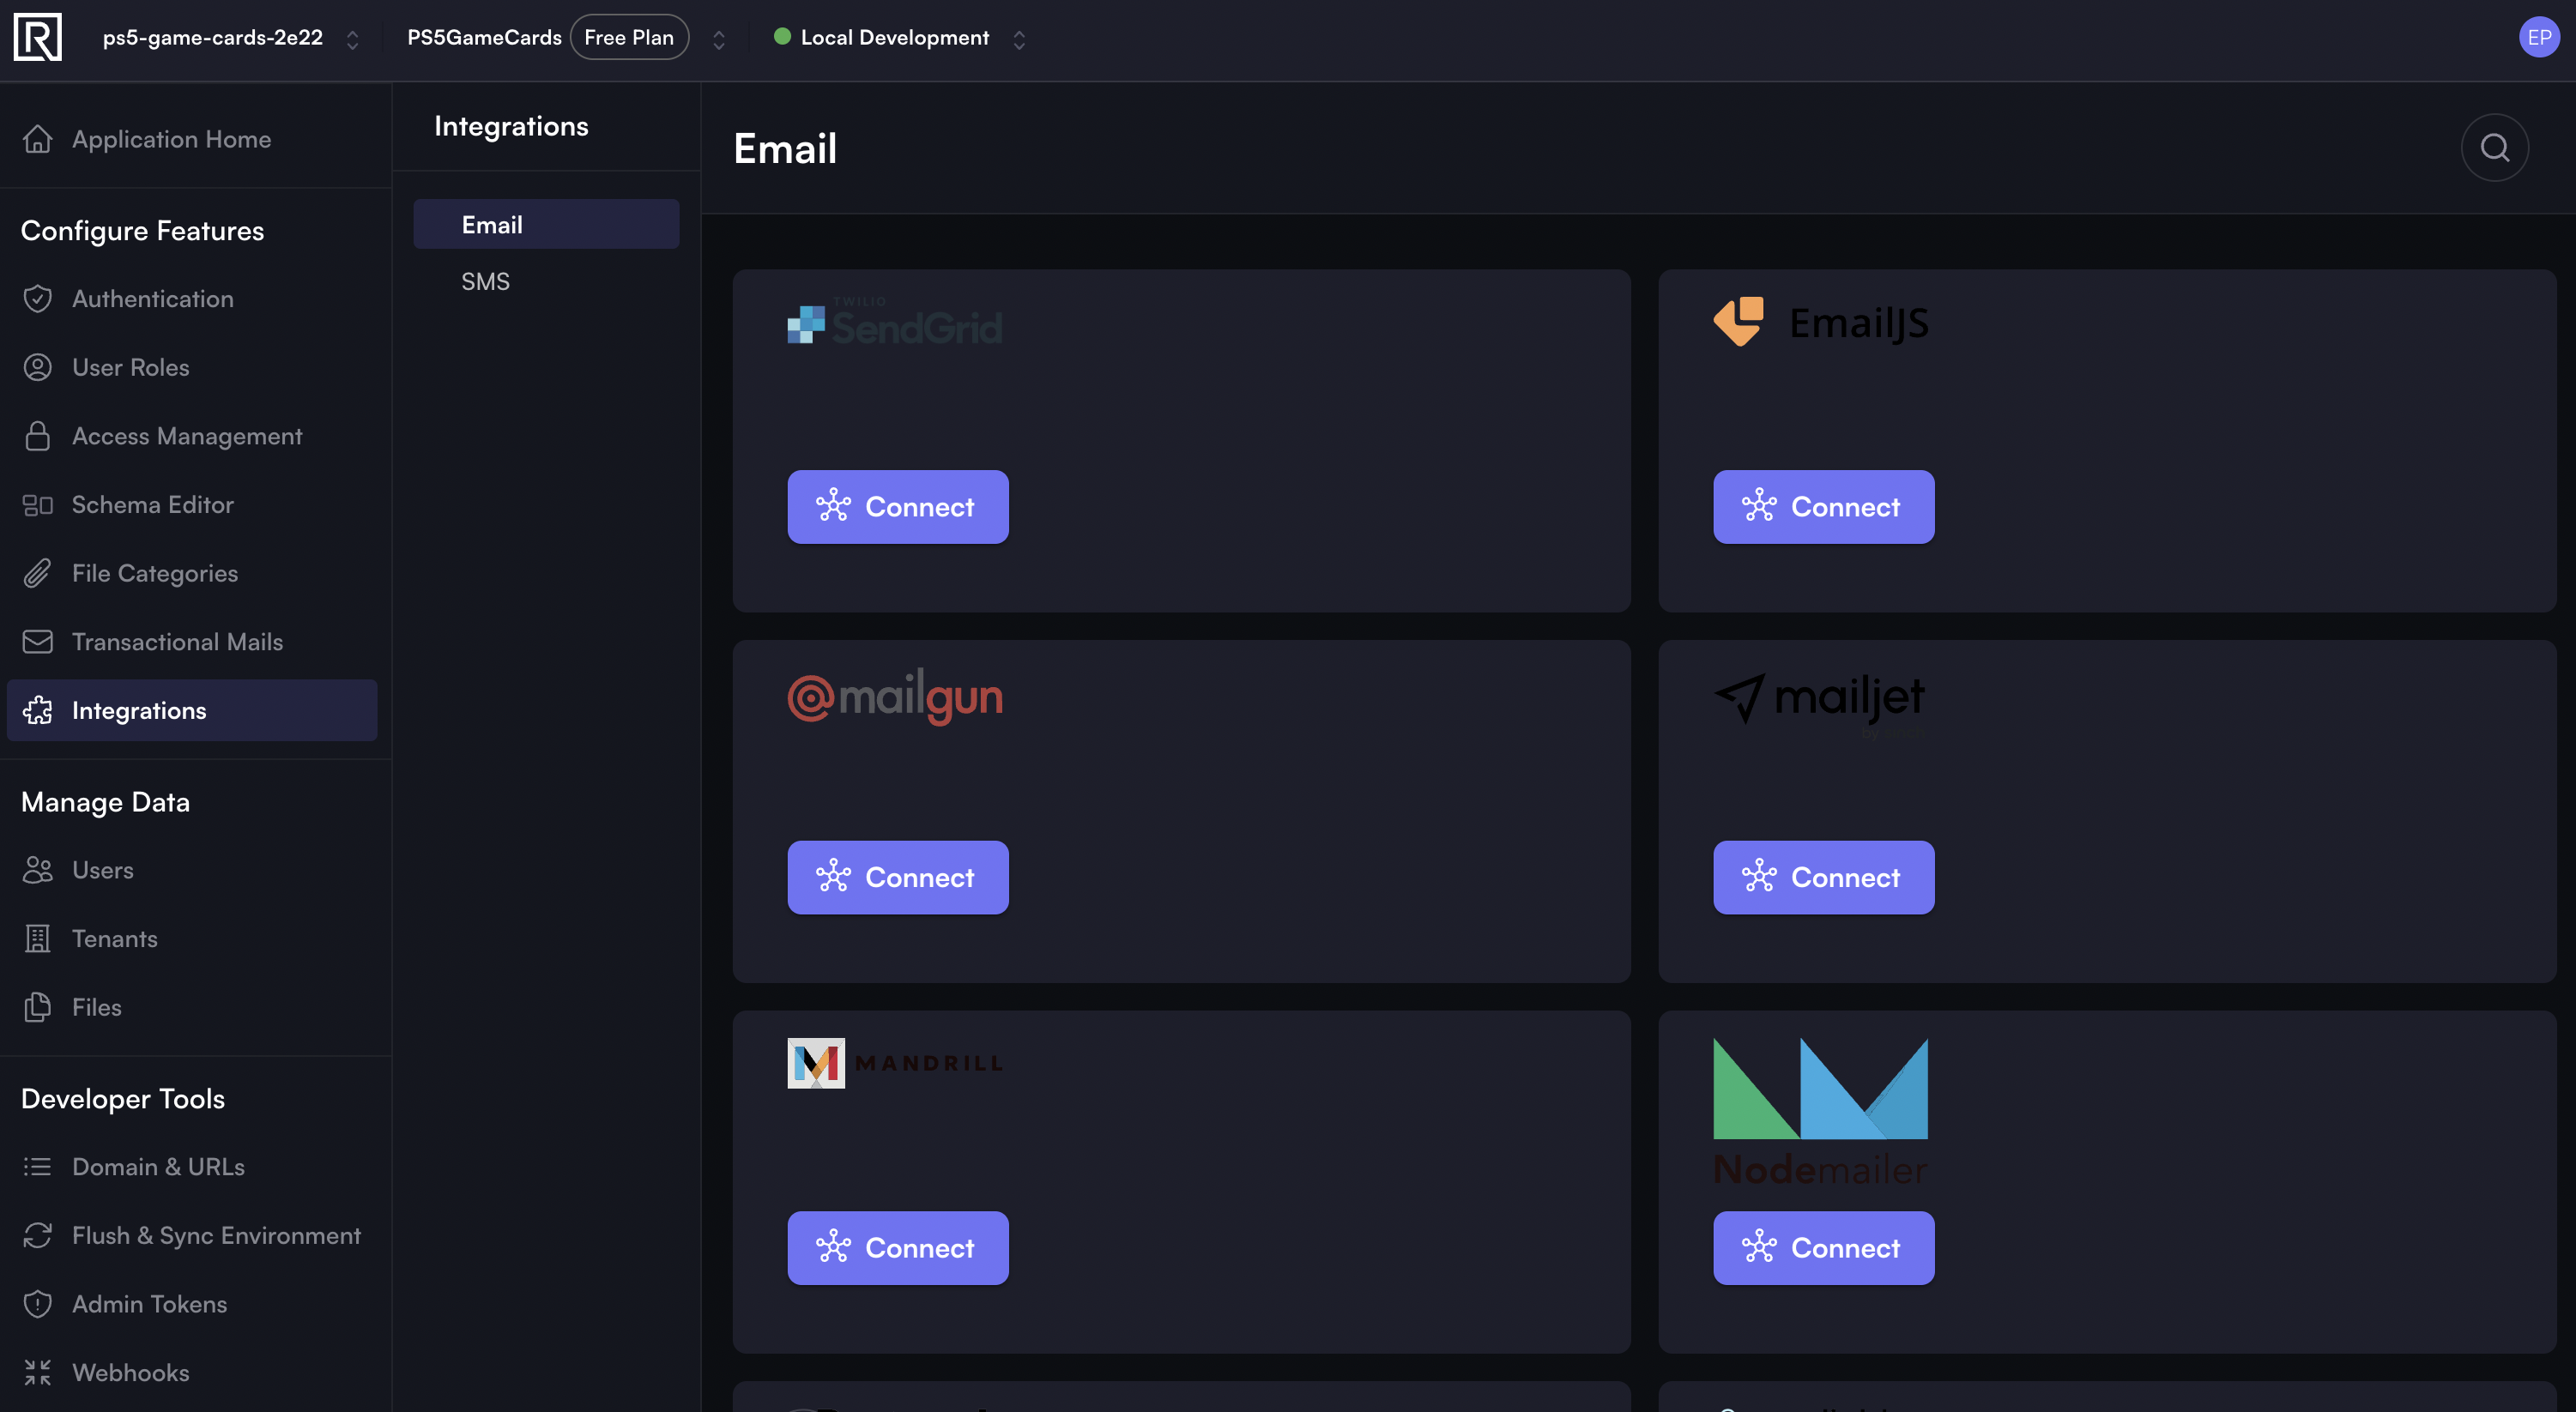 ps5-game-cards-2e22
PS5GameCards
Free Plan
Local Development
EP
Application Home
Configure Features
Authentication
User Roles
Access Management
Schema Editor
File Categories
Transactional Mails
Integrations
Manage Data
Users
Tenants
Files
Developer Tools
Domain & URLs
Flush & Sync Environment
Admin Tokens
Webhooks
Integrations
Email
SMS
Email
TWILIO
SendGrid
Connect
EmailJS
Connect
mailgun
Connect
mailjet
by
Connect
MANDRILL
Connect
Nodemailer
Connect